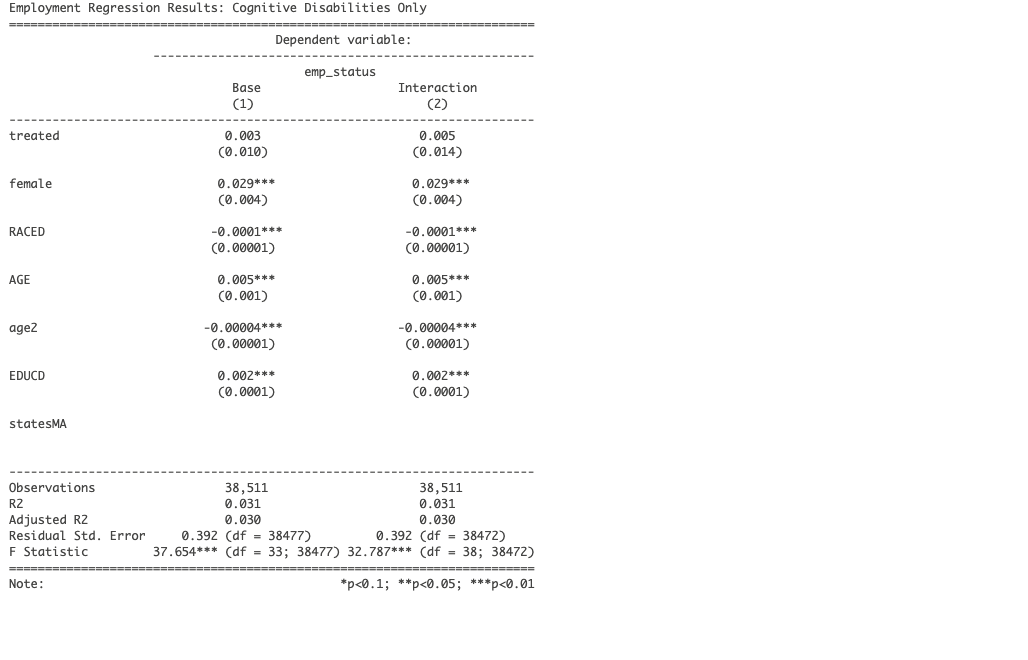 Employment Regression Results: Cognitive Disabilities Only
=========================================================================
Dependent variable:
-----------------------------------------------------
emp_status
Base Interaction
(1) (2)
-------------------------------------------------------------------------
treated 0.003 0.005
(0.010) (0.014)
female 0.029*** 0.029***
(0.004) (0.004)
RACED -0.0001*** -0.0001***
(0.00001) (0.00001)
AGE 0.005*** 0.005***
(0.001) (0.001)
age2 -0.00004*** -0.00004***
(0.00001) (0.00001)
EDUCD 0.002*** 0.002***
(0.0001) (0.0001)
statesMA
-------------------------------------------------------------------------
Observations 38,511 38,511
R2 0.031 0.031
Adjusted R2 0.030 0.030
Residual Std. Error 0.392 (df = 38477) 0.392 (df = 38472)
F Statistic 37.654*** (df = 33; 38477) 32.787*** (df = 38; 38472)
=========================================================================
Note: *p<0.1; **p<0.05; ***p<0.01